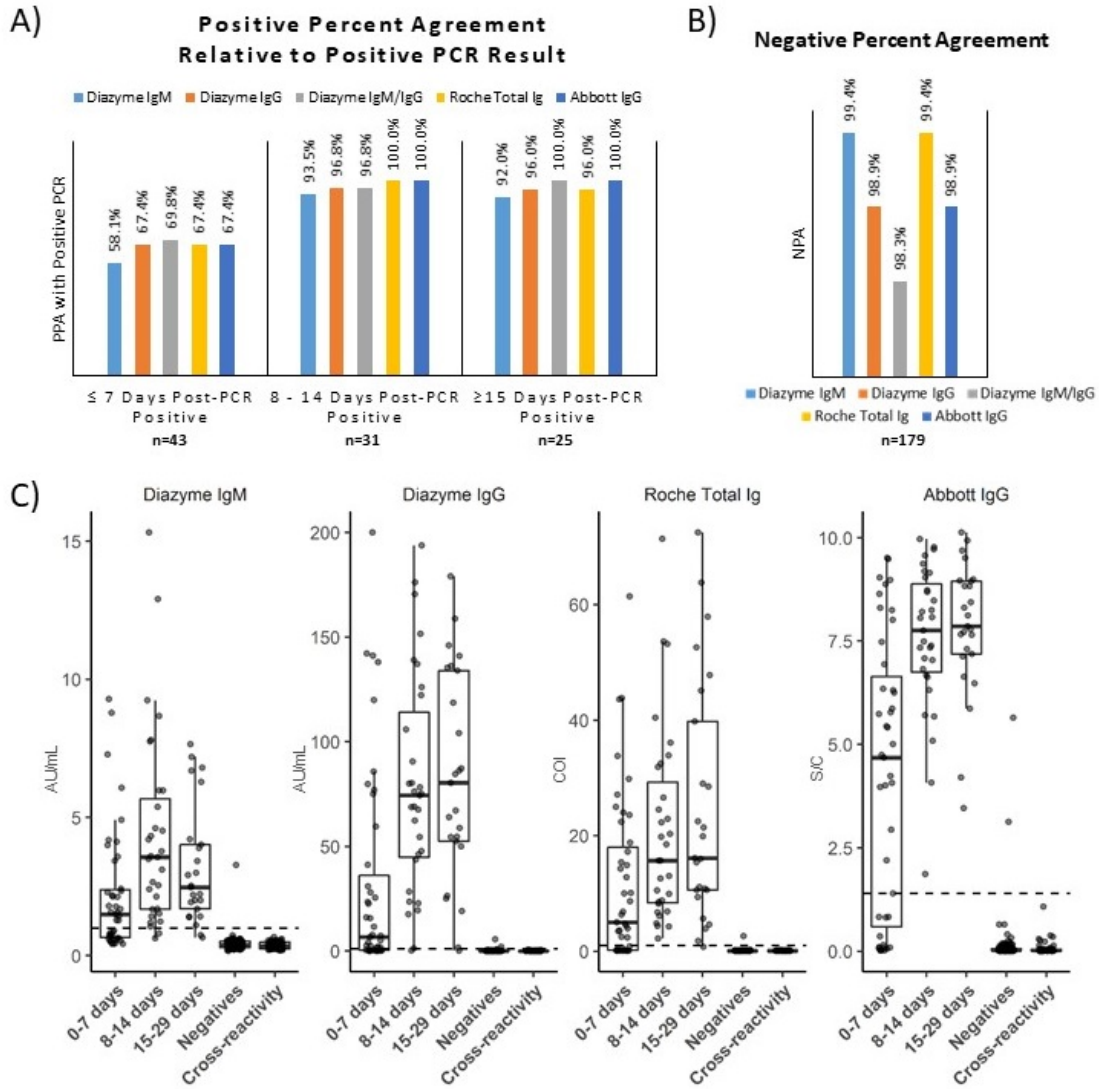 A)
Positive Percent Agreement
Relative to Positive PCR Result
Diazyme IgM Diazyme IgG Diazyme IgM/IgG Roche Total Ig Abbott IgG
PPA with Positive PCR
58.1% 67.4% 69.8% 67.4% 67.4%
93.5% 96.8% 96.8% 100.0% 100.0%
92.0% 96.0% 100.0% 96.0% 100.0%
≤ 7 Days Post-PCR Positive
n=43
8 - 14 Days Post-PCR Positive
n=31
≥15 Days Post-PCR Positive
n=25
B)
Negative Percent Agreement
NPA
99.4% 98.9% 98.3% 99.4% 98.9%
Diazyme IgM Diazyme IgG Diazyme IgM/IgG
Roche Total Ig Abbott IgG
n=179
C)
Diazyme IgM
AU/mL
15
10
5
0
0-7 days
8-14 days
15-29 days
Negatives
Cross-reactivity
Diazyme IgG
AU/mL
200
150
100
50
0
0-7 days
8-14 days
15-29 days
Negatives
Cross-reactivity
Roche Total Ig
COI
60
40
20
0
0-7 days
8-14 days
15-29 days
Negatives
Cross-reactivity
Abbott IgG
S/C
10.0
7.5
5.0
2.5
0.0
0-7 days
8-14 days
15-29 days
Negatives
Cross-reactivity